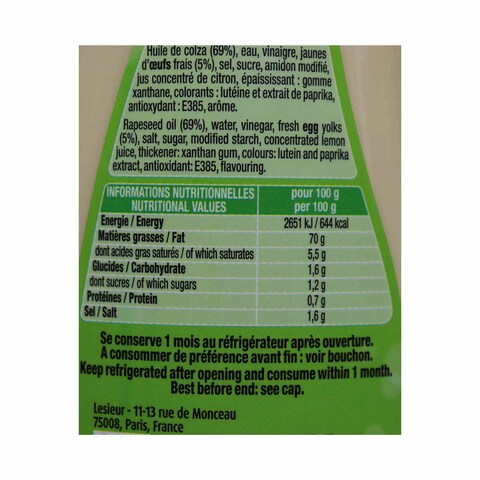 Huile de colza (69%), eau, vinaigre, jaunes
d'œufs frais (5%), sel, sucre, amidon modifié,
jus concentré de citron, épaississant : gomme
xanthane, colorants : lutéine et extrait de paprika,
antioxydant : E385, arôme.
Rapeseed oil (69%), water, vinegar, fresh egg yolks
(5%), salt, sugar, modified starch, concentrated lemon
juice, thickener: xanthan gum, colours: lutein and paprika
extract, antioxidant: E385, flavouring.
INFORMATIONS NUTRITIONNELLES pour 100 g
NUTRITIONAL VALUES per 100 g
Energie / Energy 2651 kJ / 644 kcal
Matières grasses / Fat 70 g
dont acides gras saturés / of which saturates 5,5 g
Glucides / Carbohydrate 1,6 g
dont sucres / of which sugars 1,2 g
Protéines / Protein 0,7 g
Sel / Salt 1,6 g
Se conserve 1 mois au réfrigérateur après ouverture.
A consommer de préférence avant fin : voir bouchon.
Keep refrigerated after opening and consume within 1 month.
Best before end: see cap.
Lesieur - 11-13 rue de Monceau
75008, Paris, France